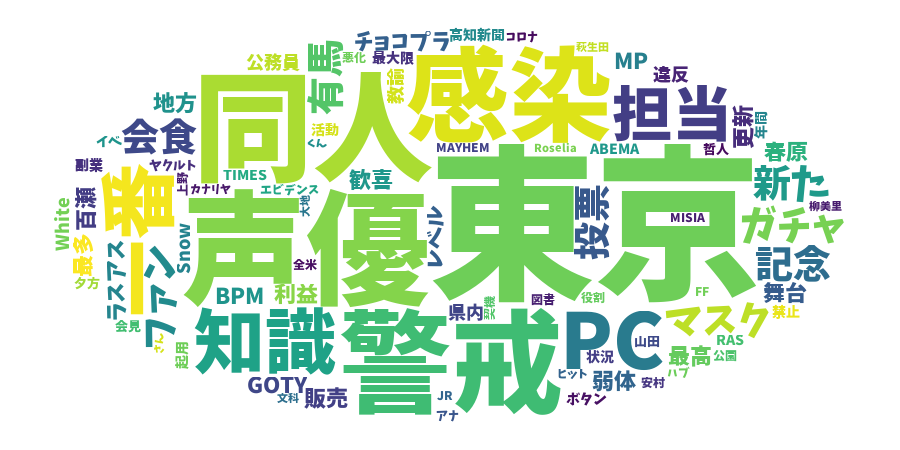 チョコプラ
高知新聞
コロナ
萩生田
公務員
有馬
悪化
最大限
感染
MP
違反
地方
同人
教諭
担当
更新
年間
イベ
会食
活動
くん
MAYHEM
Roselia
ABEMA
哲人
春原
副業
ヤクルト
TIMES
歓喜
東京
新た
柳美里
百瀬
一番
上野
カナリヤ
エビデンス
大地
投票
MISIA
ガチャ
White
最多
ラスアス
ファン
Snow
声優
レベル
全米
記念
夕方
BPM
利益
県内
契機
図書
役割
FF
舞台
会見
さん
起用
知識
警戒
PC
マスク
禁止
山田
RAS
状況
最高
公園
ヒット
弱体
安村
ハブ
GOTY
文科
販売
JR
アナ
ボタン